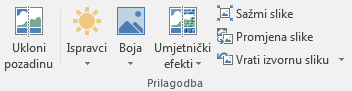 Ukloni pozadinu
Ispravci
Boja
Umjetnički efekti
Sažmi slike
Promjena slike
Vrati izvornu sliku
Prilagodba